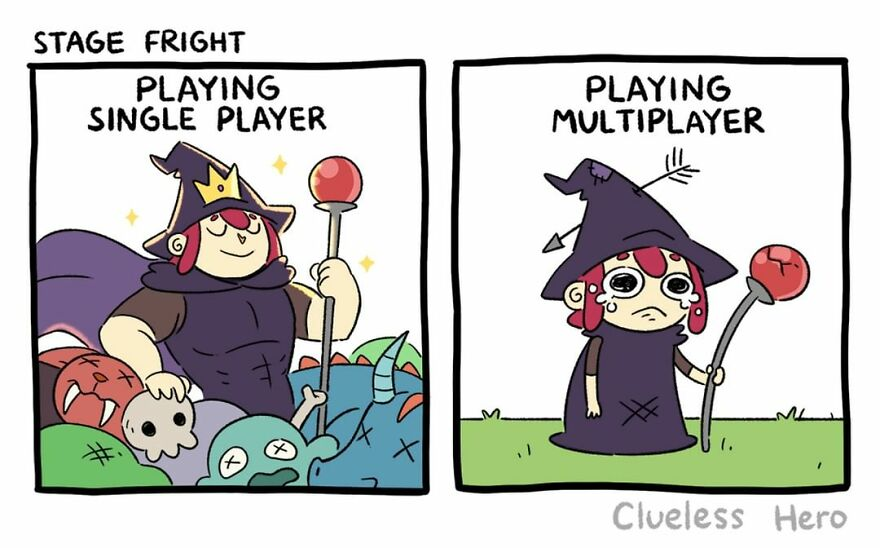 STAGE FRIGHT
PLAYING
SINGLE PLAYER
PLAYING
MULTIPLAYER
Clueless Hero